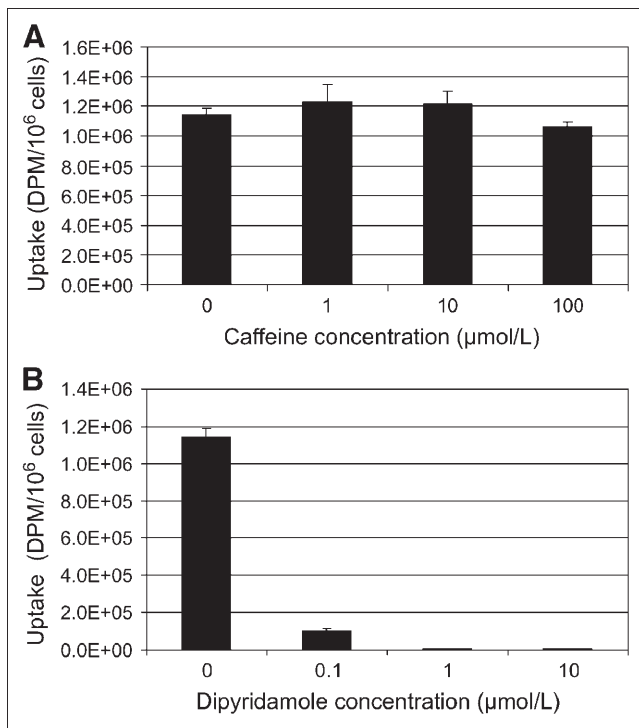 A
Uptake (DPM/10⁶ cells)
1.6E+06
1.4E+06
1.2E+06
1.0E+06
8.0E+05
6.0E+05
4.0E+05
2.0E+05
0.0E+00
0 1 10 100
Caffeine concentration (µmol/L)
B
Uptake (DPM/10⁶ cells)
1.4E+06
1.2E+06
1.0E+06
8.0E+05
6.0E+05
4.0E+05
2.0E+05
0.0E+00
0 0.1 1 10
Dipyridamole concentration (µmol/L)